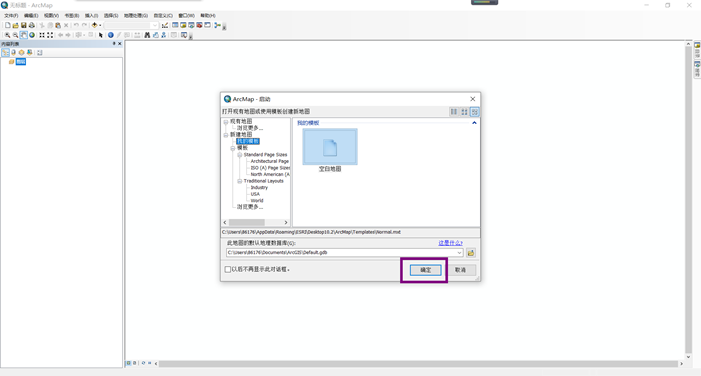 无标题 - ArcMap
文件(F) 编辑(E) 视图(V) 书签(B) 插入(I) 选择(S) 地理处理(G) 自定义(C) 窗口(W) 帮助(H)
内容列表
图层
ArcMap - 启动
打开现有地图或使用模板创建新地图
现有地图
浏览更多...
新建地图
我的模板
模板
Standard Page Sizes
Architectural Page
ISO (A) Page Sizes
North American (A
Traditional Layouts
Industry
USA
World
浏览更多...
我的模板
空白地图
C:\Users\96176\AppData\Roaming\ESRI\Desktop10.2\ArcMap\Templates\Normal.mxt
此地图的默认地理数据库(G):
这是什么?
C:\Users\96176\Documents\ArcGIS\Default.gdb
以后不再显示此对话框。
确定
取消